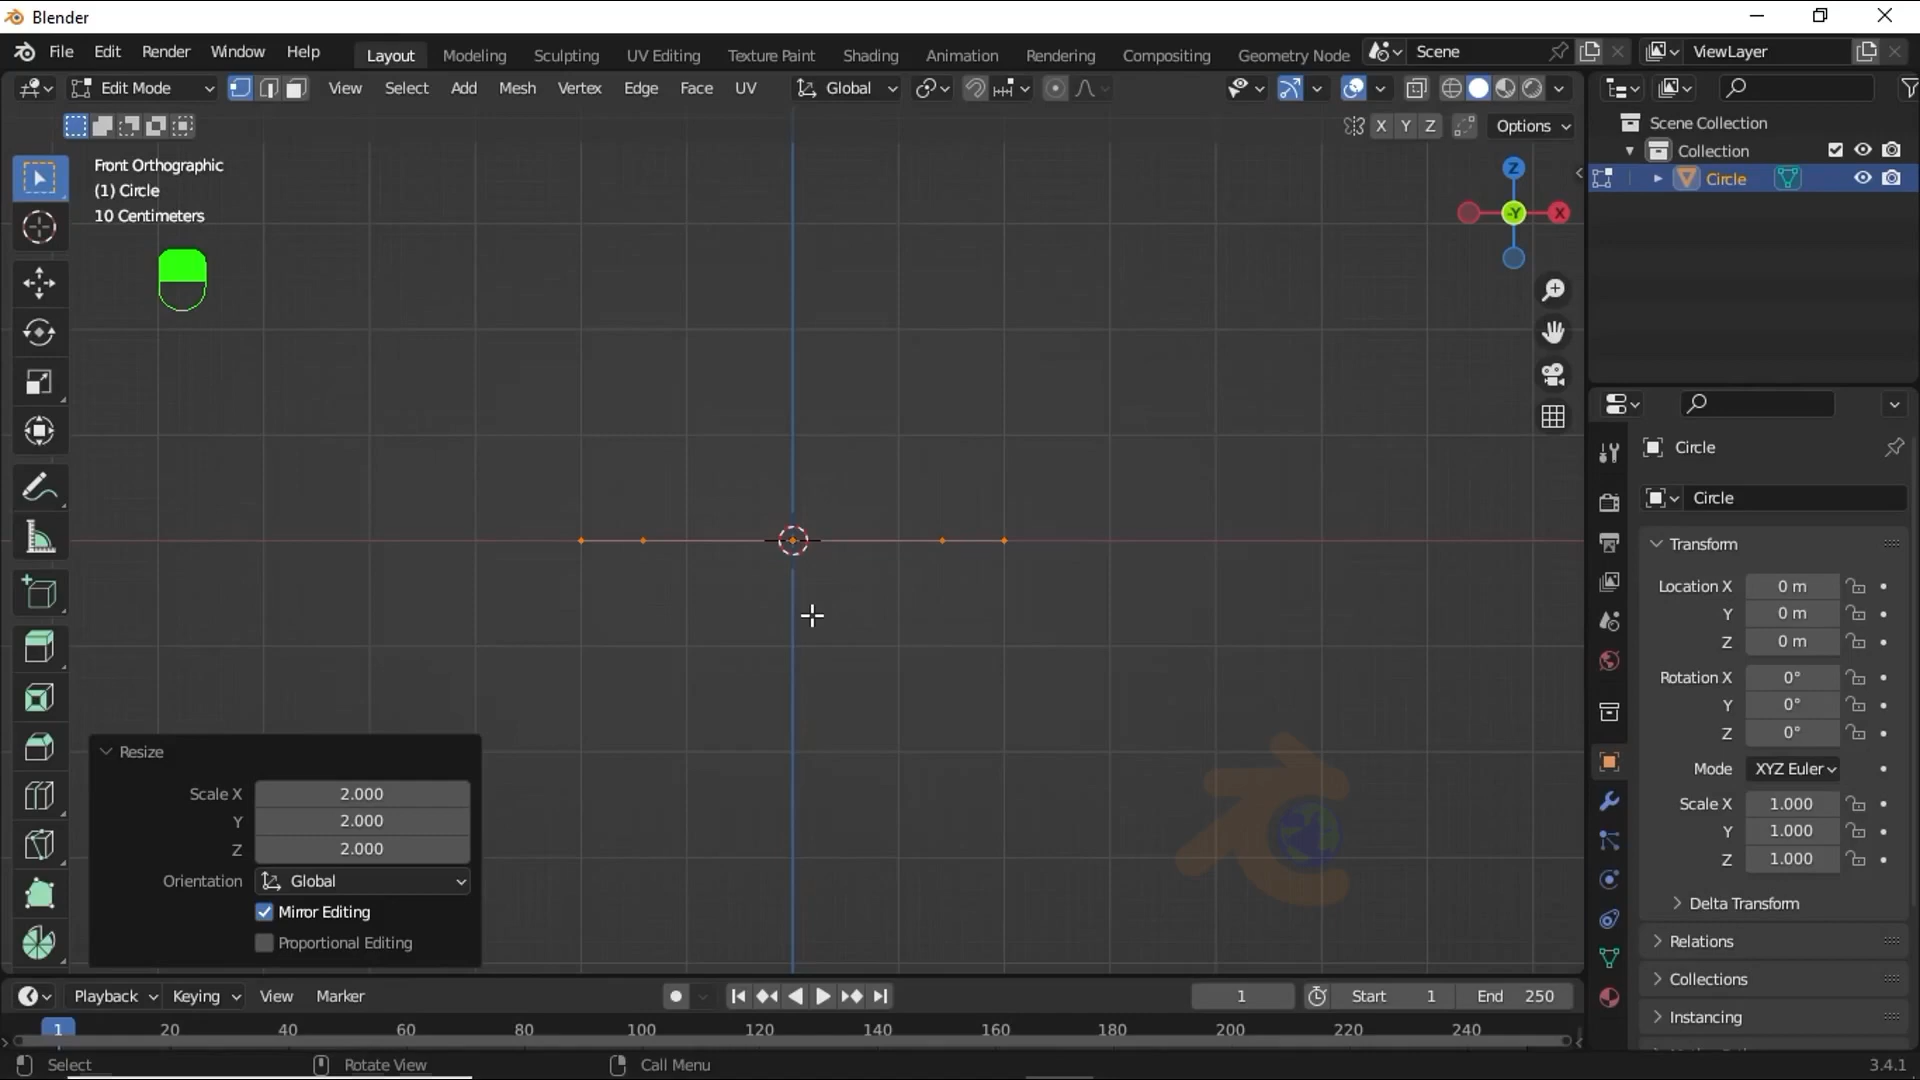 Blender
File Edit Render Window Help Layout Modeling Sculpting UV Editing Texture Paint Shading Animation Rendering Compositing Geometry Node Scene ViewLayer
Edit Mode View Select Add Mesh Vertex Edge Face UV Global
X Y Z Options
Front Orthographic
(1) Circle
10 Centimeters
Z
-Y X
Scene Collection
Collection
Circle
Circle
Circle
Transform
Location X 0 m
Y 0 m
Z 0 m
Rotation X 0°
Y 0°
Z 0°
Mode XYZ Euler
Scale X 1.000
Y 1.000
Z 1.000
Delta Transform
Relations
Collections
Instancing
Resize
Scale X 2.000
Y 2.000
Z 2.000
Orientation Global
Mirror Editing
Proportional Editing
Playback Keying View Marker 1 Start 1 End 250
1 20 40 60 80 100 120 140 160 180 200 220 240
Select Rotate View Call Menu 3.4.1